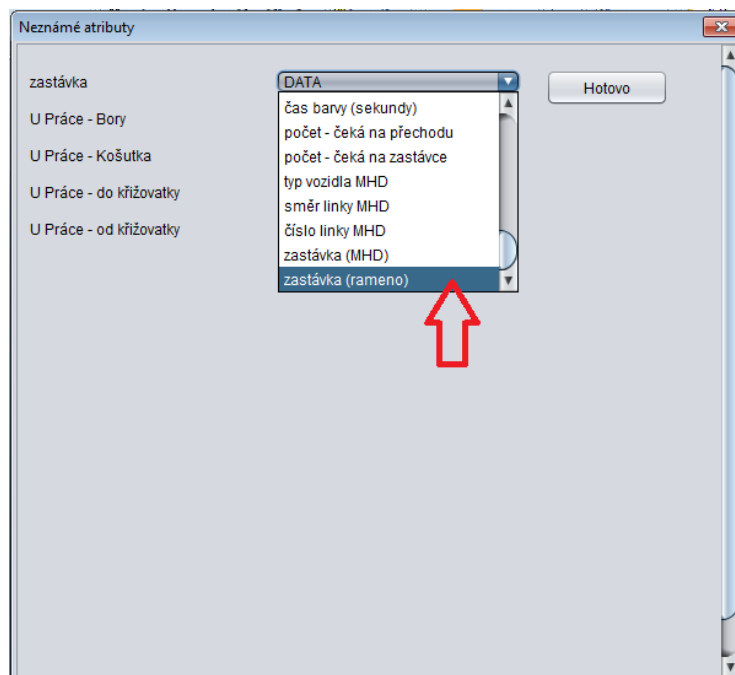 Neznámé atributy
zastávka
DATA
Hotovo
čas barvy (sekundy)
U Práce - Bory
počet - čeká na přechodu
U Práce - Košutka
počet - čeká na zastávce
typ vozidla MHD
U Práce - do křižovatky
směr linky MHD
U Práce - od křižovatky
číslo linky MHD
zastávka (MHD)
zastávka (rameno)